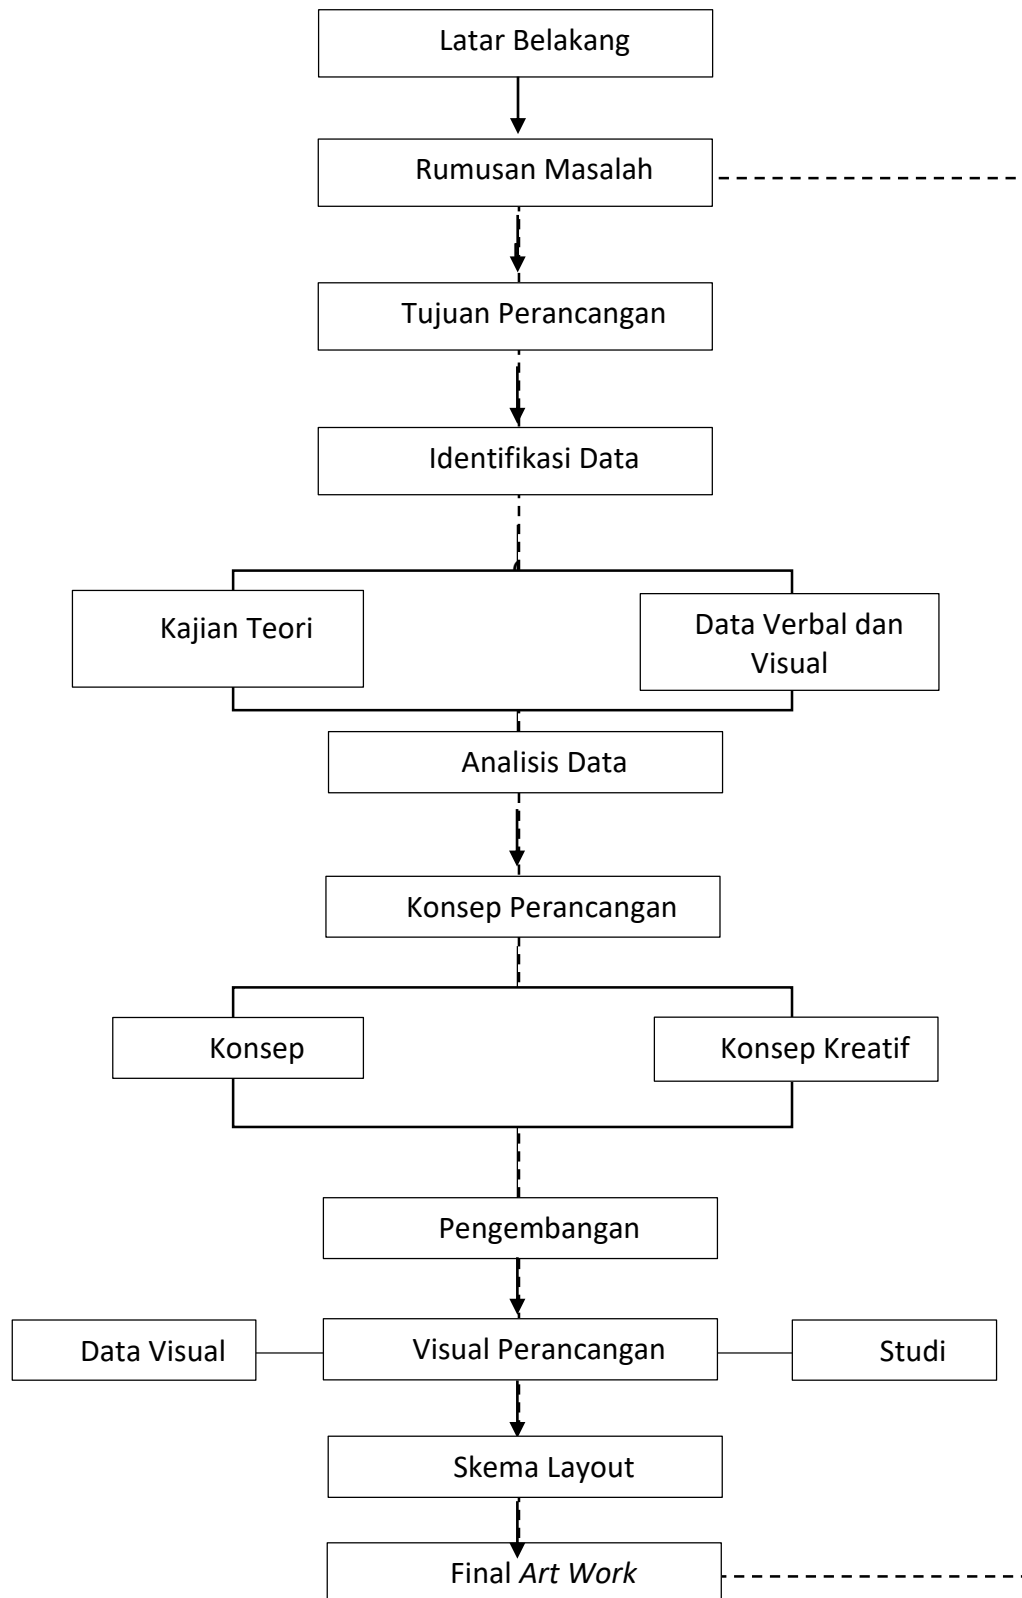 Latar Belakang
Rumusan Masalah
Tujuan Perancangan
Identifikasi Data
Kajian Teori
Data Verbal dan
Visual
Analisis Data
Konsep Perancangan
Konsep
Konsep Kreatif
Pengembangan
Data Visual
Visual Perancangan
Studi
Skema Layout
Final Art Work